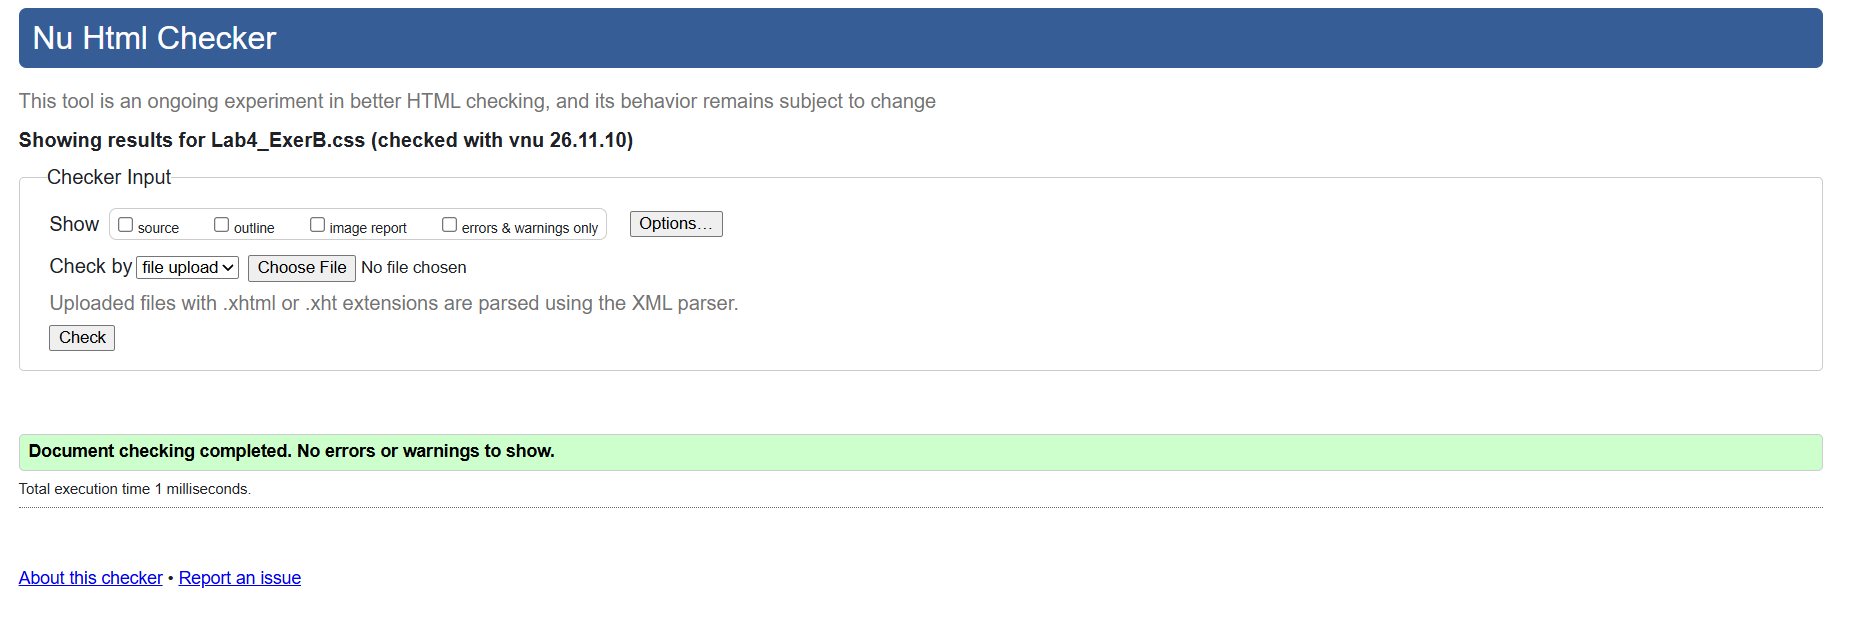 Nu Html Checker
This tool is an ongoing experiment in better HTML checking, and its behavior remains subject to change
Showing results for Lab4_ExerB.css (checked with vnu 26.11.10)
Checker Input
Show source outline image report errors & warnings only Options...
Check by file upload Choose File No file chosen
Uploaded files with .xhtml or .xht extensions are parsed using the XML parser.
Check
Document checking completed. No errors or warnings to show.
Total execution time 1 milliseconds.
About this checker • Report an issue